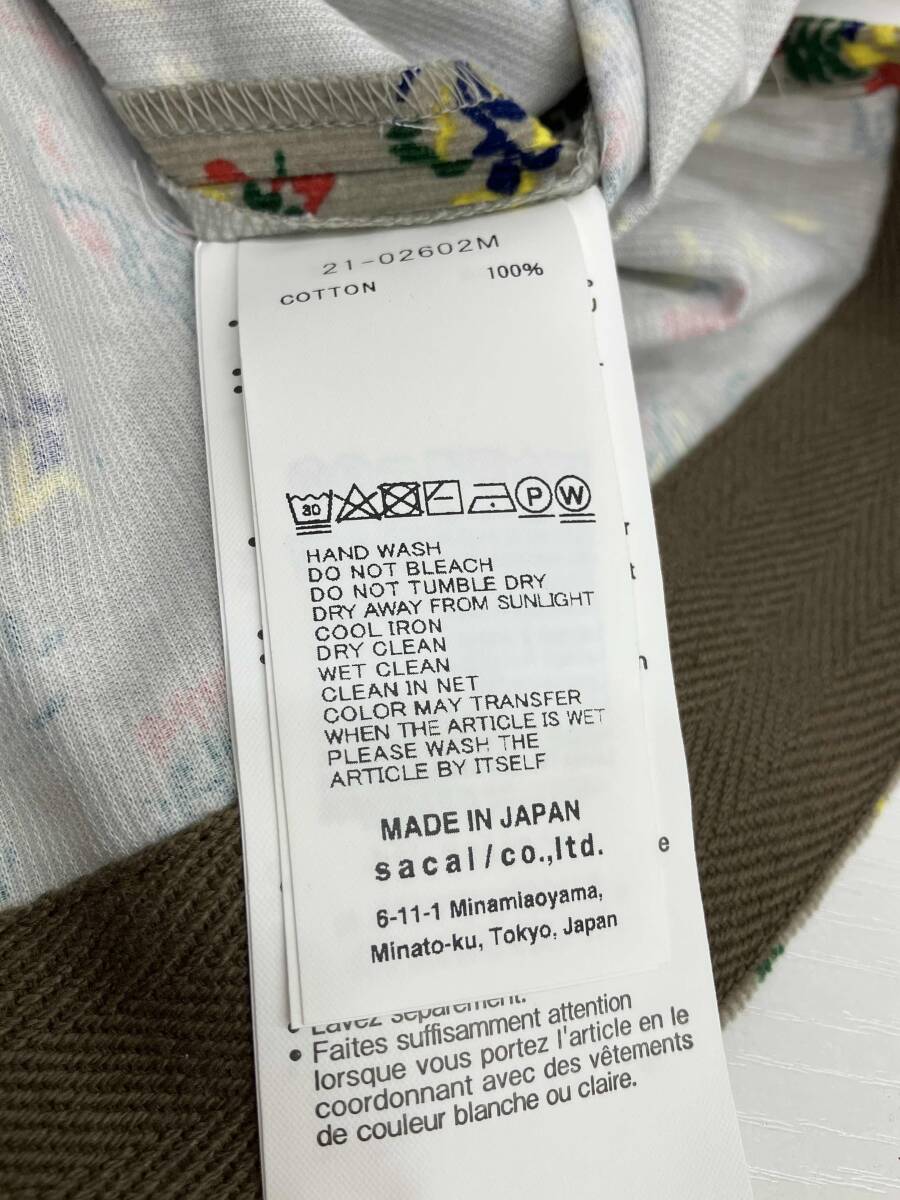 21-02602M
COTTON 100%
30
P W
HAND WASH
DO NOT BLEACH
DO NOT TUMBLE DRY
DRY AWAY FROM SUNLIGHT
COOL IRON
DRY CLEAN
WET CLEAN
CLEAN IN NET
COLOR MAY TRANSFER
WHEN THE ARTICLE IS WET
PLEASE WASH THE
ARTICLE BY ITSELF
MADE IN JAPAN
sacai/co.,ltd.
6-11-1 Minamiaoyama,
Minato-ku, Tokyo, Japan
• Lavez séparément.
• Faites suffisamment attention
lorsque vous portez l'article en le
coordonnant avec des vêtements
de couleur blanche ou claire.